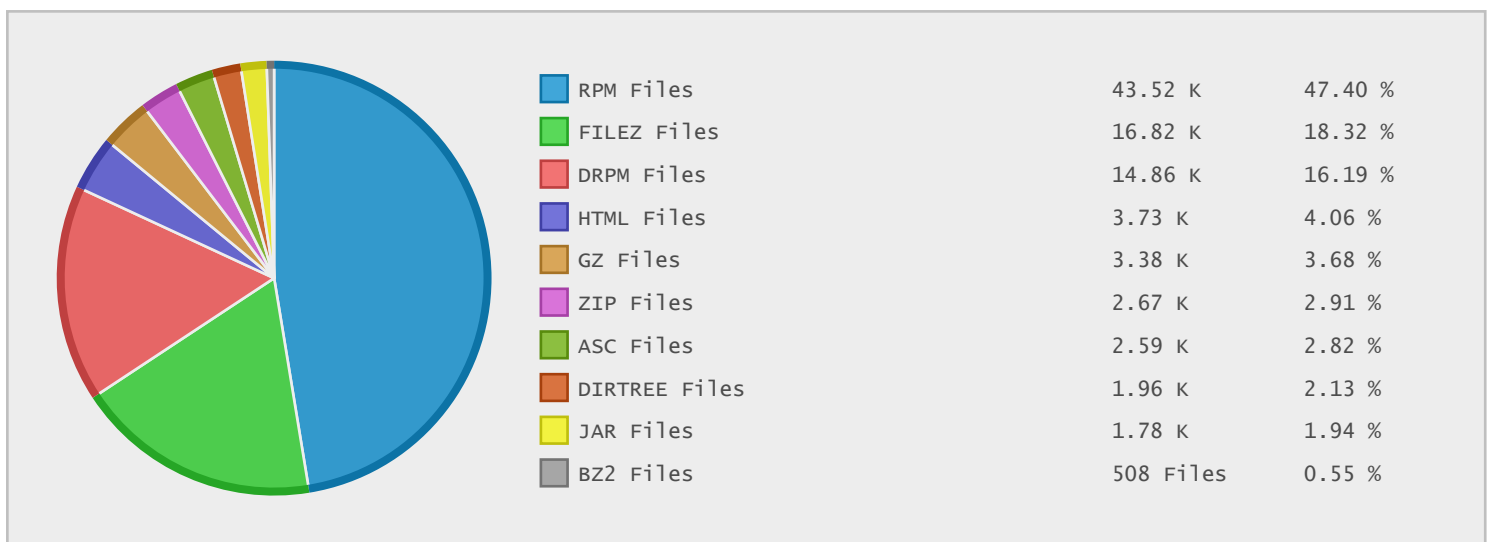 RPM Files 43.52 K 47.40 %
FILEZ Files 16.82 K 18.32 %
DRPM Files 14.86 K 16.19 %
HTML Files 3.73 K 4.06 %
GZ Files 3.38 K 3.68 %
ZIP Files 2.67 K 2.91 %
ASC Files 2.59 K 2.82 %
DIRTREE Files 1.96 K 2.13 %
JAR Files 1.78 K 1.94 %
BZ2 Files 508 Files 0.55 %